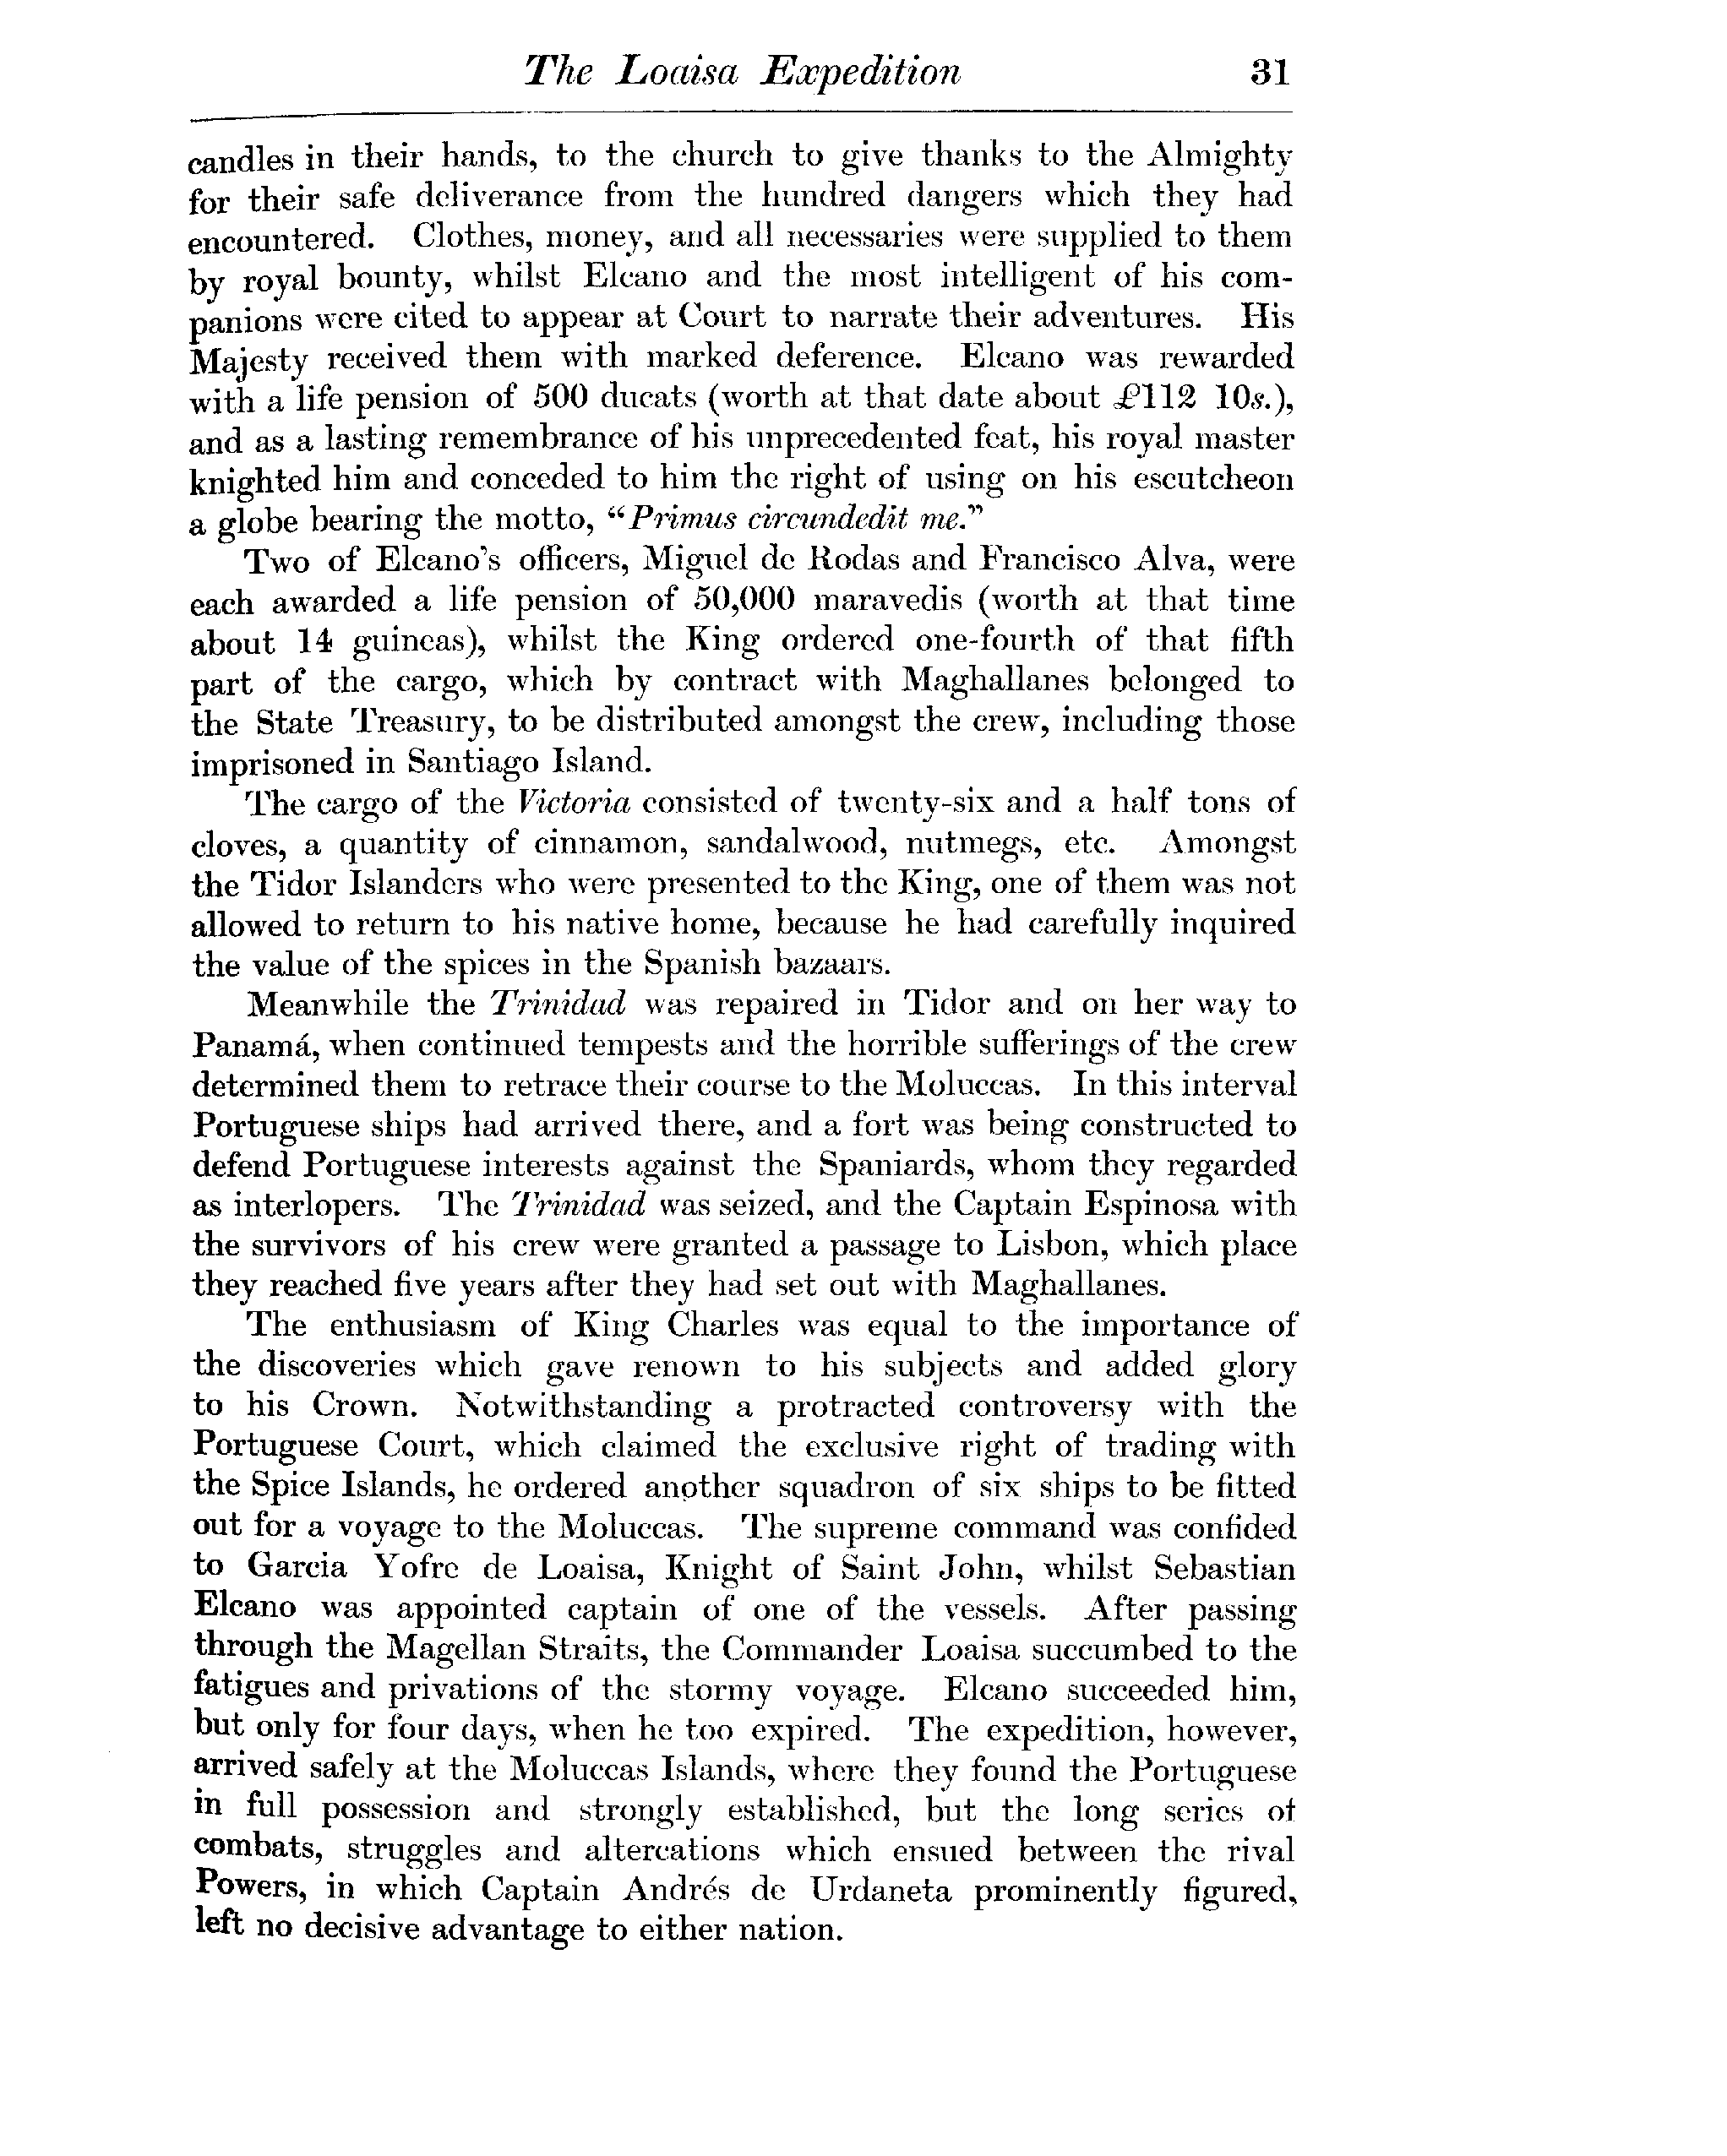 The Loaisa Expedition 31
candles in their hands, to the church to give thanks to the Almighty
for their safe deliverance from the hundred dangers which they had
encountered. Clothes, money, and all necessaries were supplied to them
by royal bounty, whilst Elcano and the most intelligent of his com-
panions were cited to appear at Court to narrate their adventures. His
Majesty received them with marked deference. Elcano was rewarded
with a life pension of 500 ducats (worth at that date about £112 10s.),
and as a lasting remembrance of his unprecedented feat, his royal master
knighted him and conceded to him the right of using on his escutcheon
a globe bearing the motto, “Primus circundedit me.”
Two of Elcano's officers, Miguel de Rodas and Francisco Alva, were
each awarded a life pension of 50,000 maravedis (worth at that time
about 14 guineas), whilst the King ordered one-fourth of that fifth
part of the cargo, which by contract with Maghallanes belonged to
the State Treasury, to be distributed amongst the crew, including those
imprisoned in Santiago Island.
The cargo of the Victoria consisted of twenty-six and a half tons of
cloves, a quantity of cinnamon, sandalwood, nutmegs, etc. Amongst
the Tidor Islanders who were presented to the King, one of them was not
allowed to return to his native home, because he had carefully inquired
the value of the spices in the Spanish bazaars.
Meanwhile the Trinidad was repaired in Tidor and on her way to
Panamá, when continued tempests and the horrible sufferings of the crew
determined them to retrace their course to the Moluccas. In this interval
Portuguese ships had arrived there, and a fort was being constructed to
defend Portuguese interests against the Spaniards, whom they regarded
as interlopers. The Trinidad was seized, and the Captain Espinosa with
the survivors of his crew were granted a passage to Lisbon, which place
they reached five years after they had set out with Maghallanes.
The enthusiasm of King Charles was equal to the importance of
the discoveries which gave renown to his subjects and added glory
to his Crown. Notwithstanding a protracted controversy with the
Portuguese Court, which claimed the exclusive right of trading with
the Spice Islands, he ordered another squadron of six ships to be fitted
out for a voyage to the Moluccas. The supreme command was confided
to Garcia Yofre de Loaisa, Knight of Saint John, whilst Sebastian
Elcano was appointed captain of one of the vessels. After passing
through the Magellan Straits, the Commander Loaisa succumbed to the
fatigues and privations of the stormy voyage. Elcano succeeded him,
but only for four days, when he too expired. The expedition, however,
arrived safely at the Moluccas Islands, where they found the Portuguese
in full possession and strongly established, but the long series of
combats, struggles and altercations which ensued between the rival
Powers, in which Captain Andrés de Urdaneta prominently figured,
left no decisive advantage to either nation.